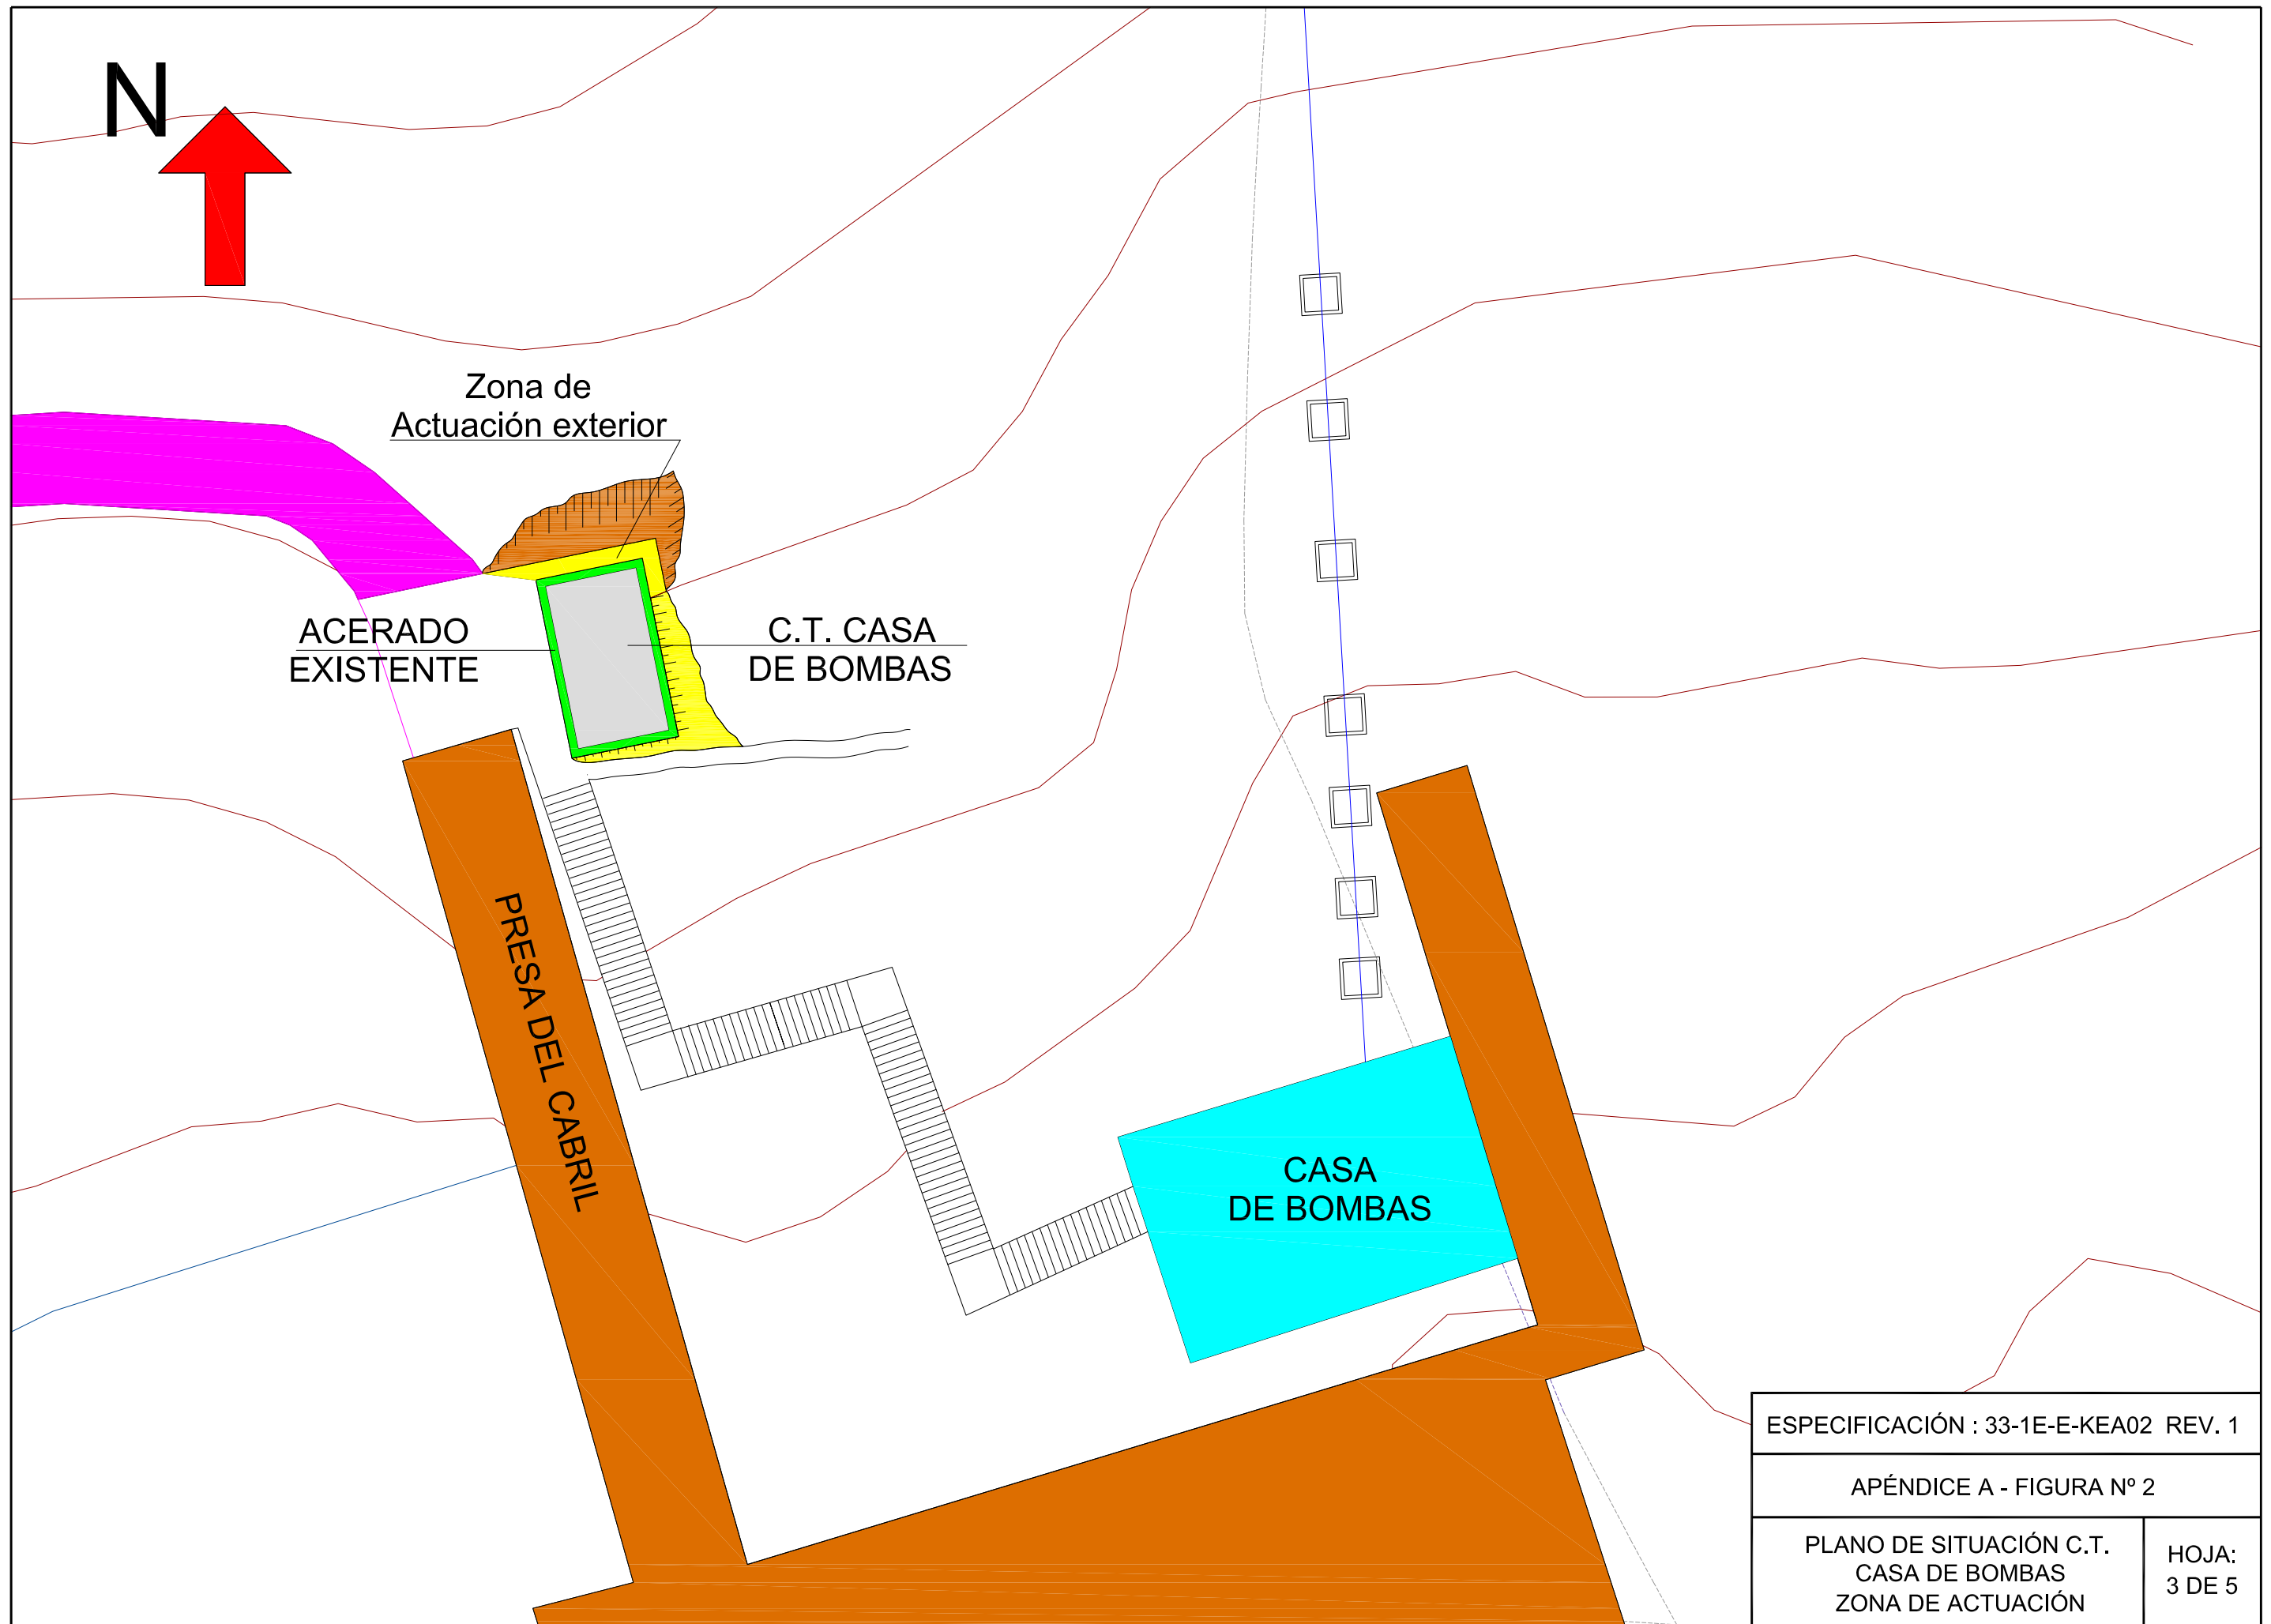 N
Zona de
Actuación exterior
ACERADO
EXISTENTE
C.T. CASA
DE BOMBAS
PRESA DEL CABRIL
CASA
DE BOMBAS
ESPECIFICACIÓN : 33-1E-E-KEA02 REV. 1
APÉNDICE A - FIGURA Nº 2
PLANO DE SITUACIÓN C.T.
CASA DE BOMBAS
ZONA DE ACTUACIÓN
HOJA:
3 DE 5